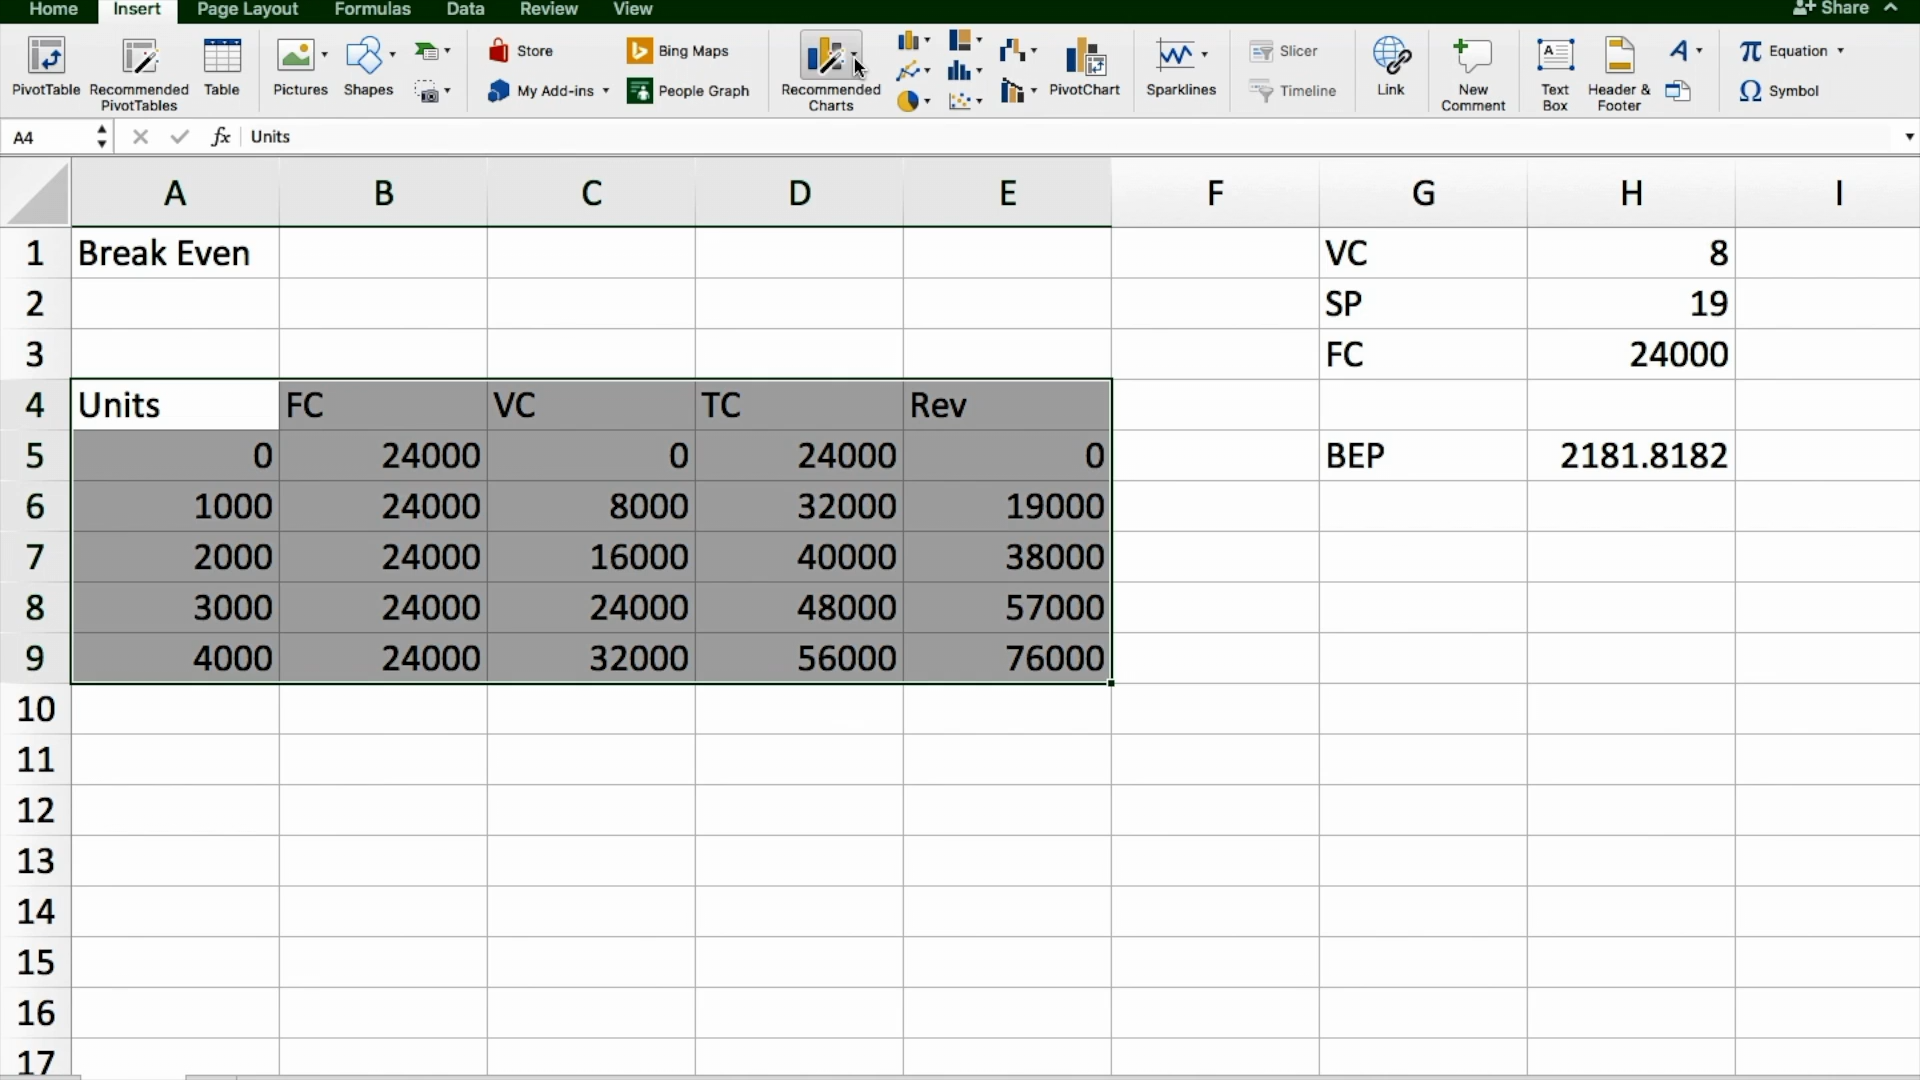 Home Insert Page Layout Formulas Data Review View Share
PivotTable Recommended PivotTables Table Pictures Shapes Store My Add-ins Bing Maps People Graph Recommended Charts PivotChart Sparklines Slicer Timeline Link New Comment Text Box Header & Footer A Equation Symbol
A4 fx Units
A B C D E F G H I
1 Break Even VC 8
2 SP 19
3 FC 24000
4 Units FC VC TC Rev
5 0 24000 0 24000 0 BEP 2181.8182
6 1000 24000 8000 32000 19000
7 2000 24000 16000 40000 38000
8 3000 24000 24000 48000 57000
9 4000 24000 32000 56000 76000
10
11
12
13
14
15
16
17